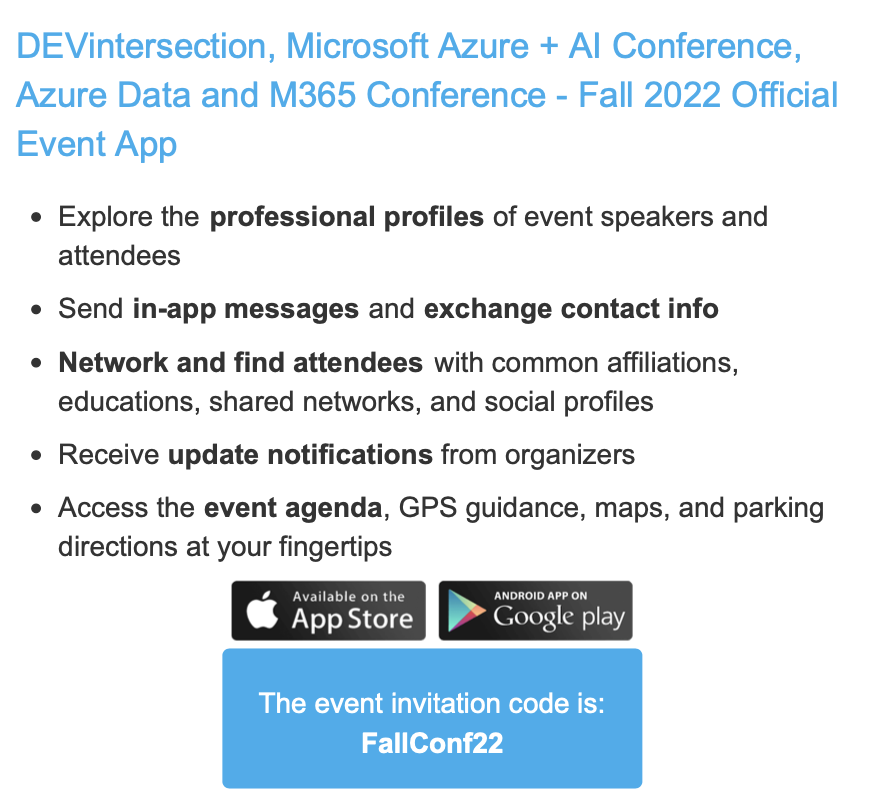 DEVintersection, Microsoft Azure + AI Conference,
Azure Data and M365 Conference - Fall 2022 Official
Event App
• Explore the professional profiles of event speakers and
attendees
• Send in-app messages and exchange contact info
• Network and find attendees with common affiliations,
educations, shared networks, and social profiles
• Receive update notifications from organizers
• Access the event agenda, GPS guidance, maps, and parking
directions at your fingertips
Available on the
App Store
ANDROID APP ON
Google play
The event invitation code is:
FallConf22